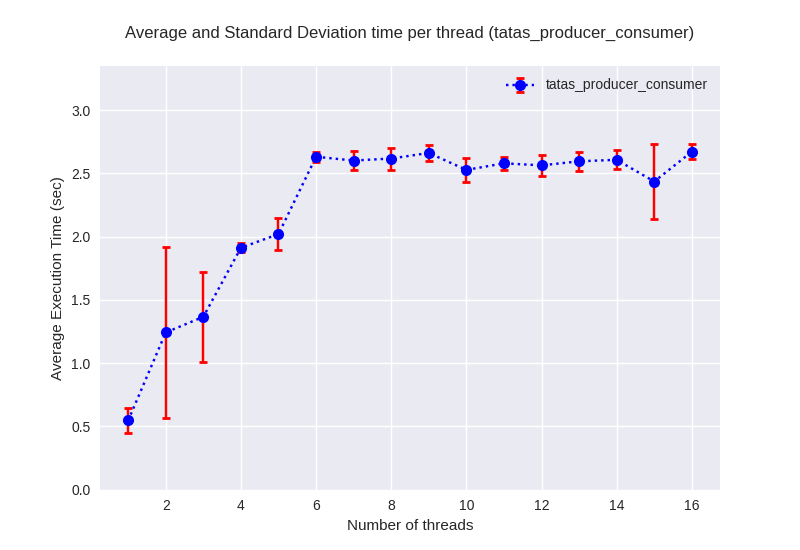 Average and Standard Deviation time per thread (tatas_producer_consumer)
tatas_producer_consumer
3.0
2.5
2.0
1.5
1.0
0.5
0.0
Average Execution Time (sec)
2 4 6 8 10 12 14 16
Number of threads